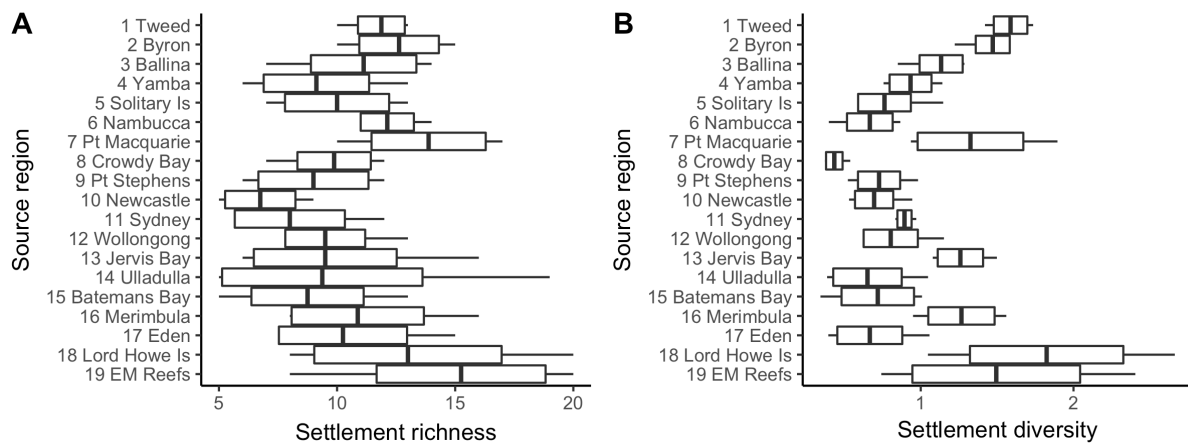 A
Source region
1 Tweed
2 Byron
3 Ballina
4 Yamba
5 Solitary Is
6 Nambucca
7 Pt Macquarie
8 Crowdy Bay
9 Pt Stephens
10 Newcastle
11 Sydney
12 Wollongong
13 Jervis Bay
14 Ulladulla
15 Batemans Bay
16 Merimbula
17 Eden
18 Lord Howe Is
19 EM Reefs
5 10 15 20
Settlement richness
B
Source region
1 Tweed
2 Byron
3 Ballina
4 Yamba
5 Solitary Is
6 Nambucca
7 Pt Macquarie
8 Crowdy Bay
9 Pt Stephens
10 Newcastle
11 Sydney
12 Wollongong
13 Jervis Bay
14 Ulladulla
15 Batemans Bay
16 Merimbula
17 Eden
18 Lord Howe Is
19 EM Reefs
1 2
Settlement diversity